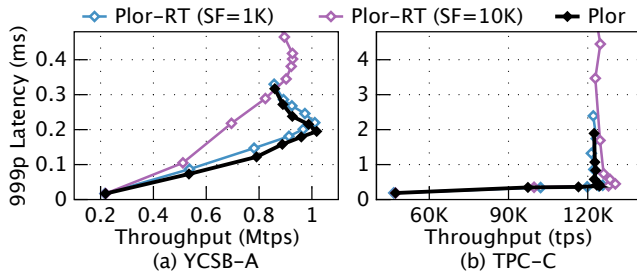 Plor-RT (SF=1K) Plor-RT (SF=10K) Plor
999p Latency (ms)
0.4
0.3
0.2
0.1
0
0.2 0.4 0.6 0.8 1
Throughput (Mtps)
(a) YCSB-A
4
3
2
1
0
60K 90K 120K
Throughput (tps)
(b) TPC-C